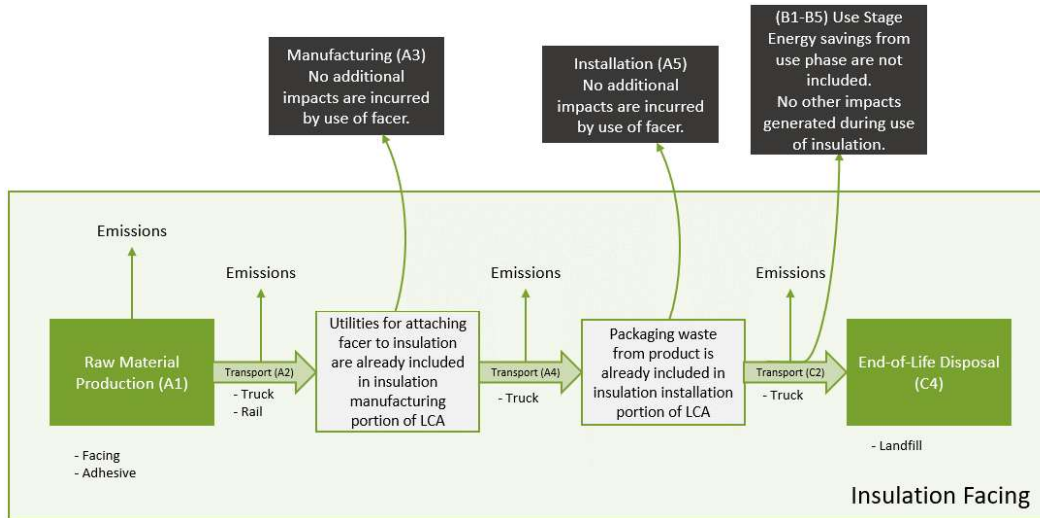 Manufacturing (A3)
No additional
impacts are incurred
by use of facer.
Installation (A5)
No additional
impacts are incurred
by use of facer.
(B1-B5) Use Stage
Energy savings from
use phase are not
included.
No other impacts
generated during use
of insulation.
Emissions
Emissions
Emissions
Emissions
Raw Material
Production (A1)
Transport (A2)
- Truck
- Rail
- Facing
- Adhesive
Utilities for attaching
facer to insulation
are already included
in insulation
manufacturing
portion of LCA
Transport (A4)
- Truck
Packaging waste
from product is
already included in
insulation installation
portion of LCA
Transport (C2)
- Truck
End-of-Life Disposal
(C4)
- Landfill
Insulation Facing